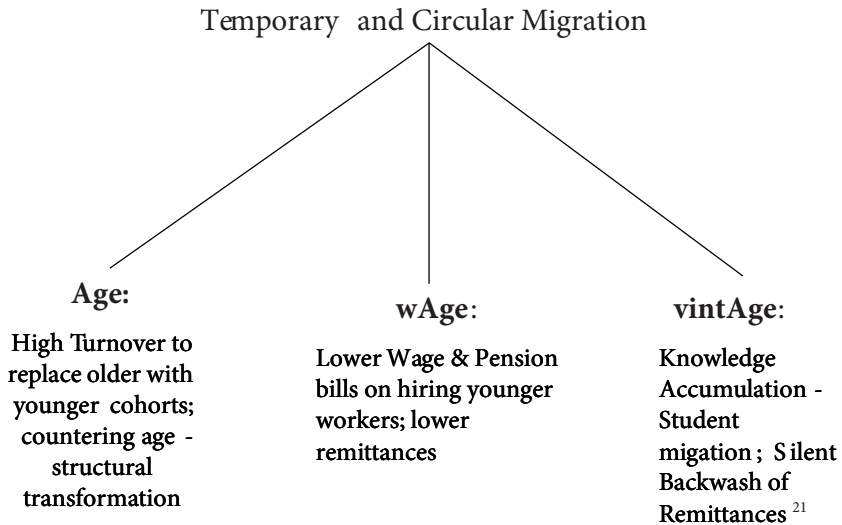 Temporary and Circular Migration
Age:
High Turnover to
replace older with
younger cohorts;
countering age -
structural
transformation
wAge:
Lower Wage & Pension
bills on hiring younger
workers; lower
remittances
vintAge:
Knowledge
Accumulation -
Student
migation; Silent
Backwash of
Remittances 21